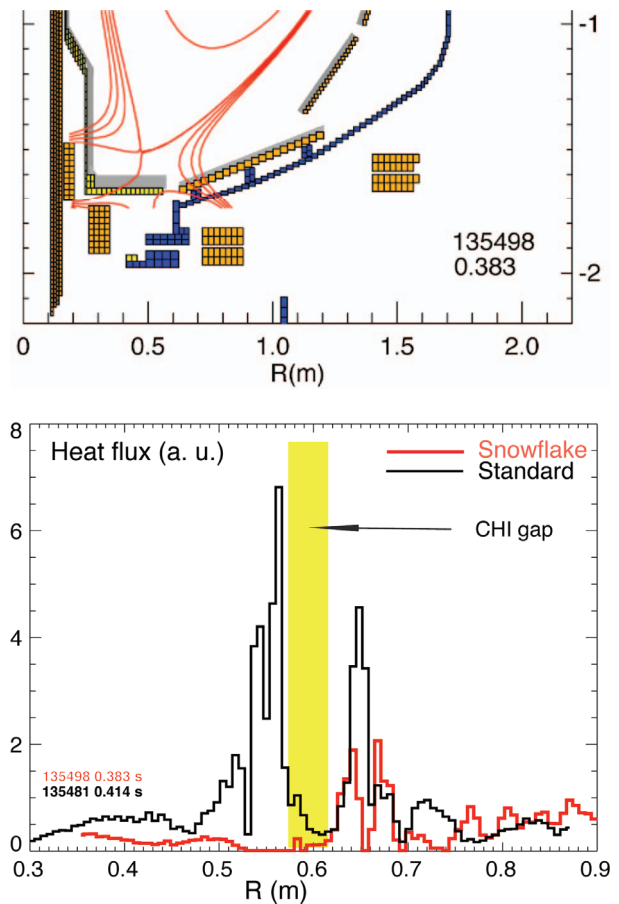 -1
135498
0.383
-2
0 0.5 1.0 1.5 2.0
R(m)
8
Heat flux (a. u.)
Snowflake
Standard
6
CHI gap
4
2
135498 0.383 s
135481 0.414 s
0
0.3 0.4 0.5 0.6 0.7 0.8 0.9
R (m)